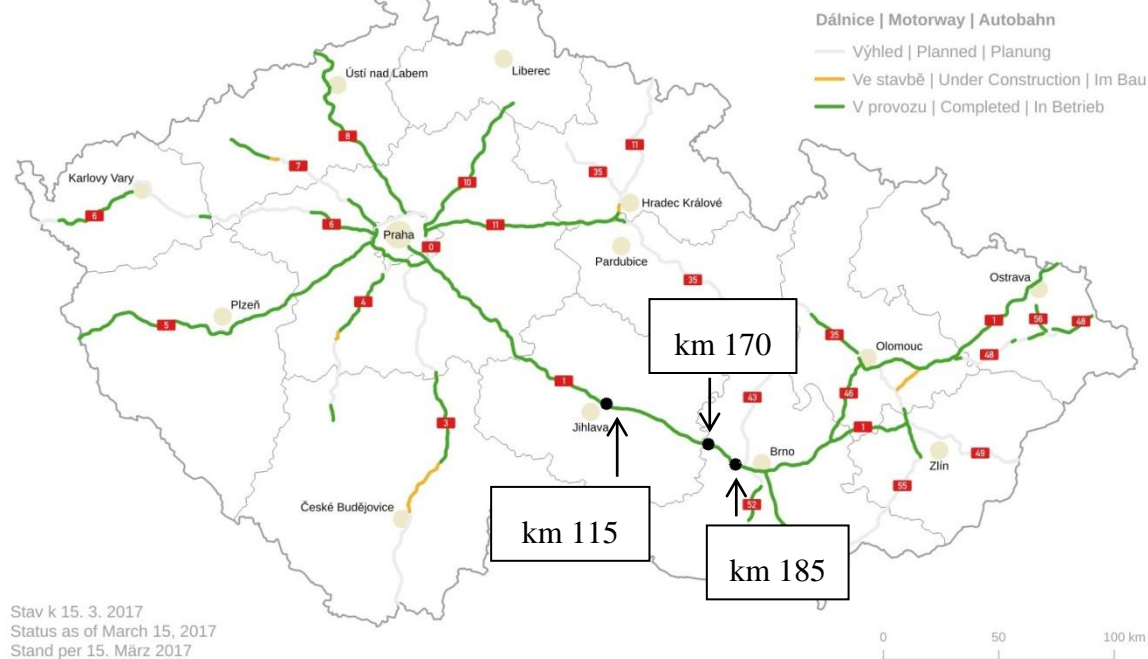 Dálnice | Motorway | Autobahn
Výhled | Planned | Planung
Ve stavbě | Under Construction | Im Bau
V provozu | Completed | In Betrieb
Ústí nad Labem
Liberec
8
7
10
35
11
Karlovy Vary
6
6
11
Hradec Králové
Praha
0
Pardubice
35
Ostrava
Plzeň
4
5
1
56
48
35
Olomouc
48
km 170
1
43
46
Jihlava
3
1
Brno
Zlín
49
55
České Budějovice
52
km 115
km 185
Stav k 15. 3. 2017
Status as of March 15, 2017
Stand per 15. März 2017
0 50 100 km